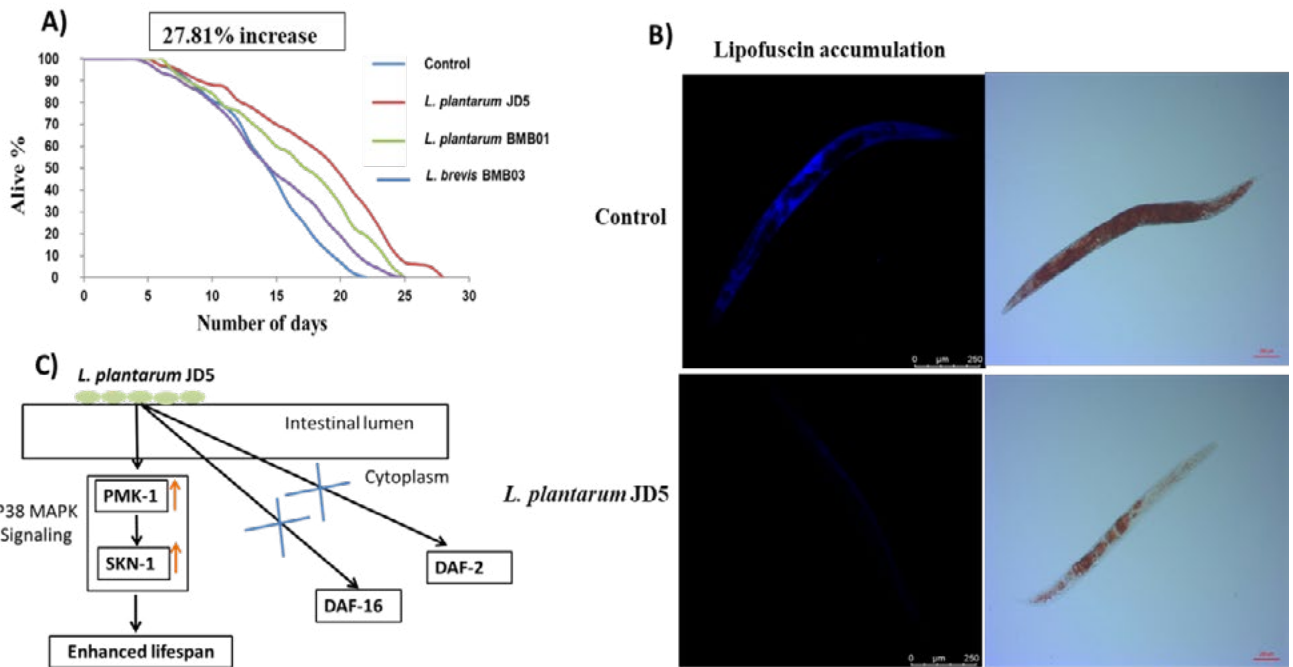 A)
27.81% increase
100
90
80
70
60
50
40
30
20
10
0
Alive %
0 5 10 15 20 25 30
Number of days
Control
L. plantarum JD5
L. plantarum BMB01
L. brevis BMB03
B)
Lipofuscin accumulation
Control
0 µm 250
L. plantarum JD5
0 µm 250
C)
L. plantarum JD5
Intestinal lumen
Cytoplasm
P38 MAPK
Signaling
PMK-1
SKN-1
DAF-2
DAF-16
Enhanced lifespan